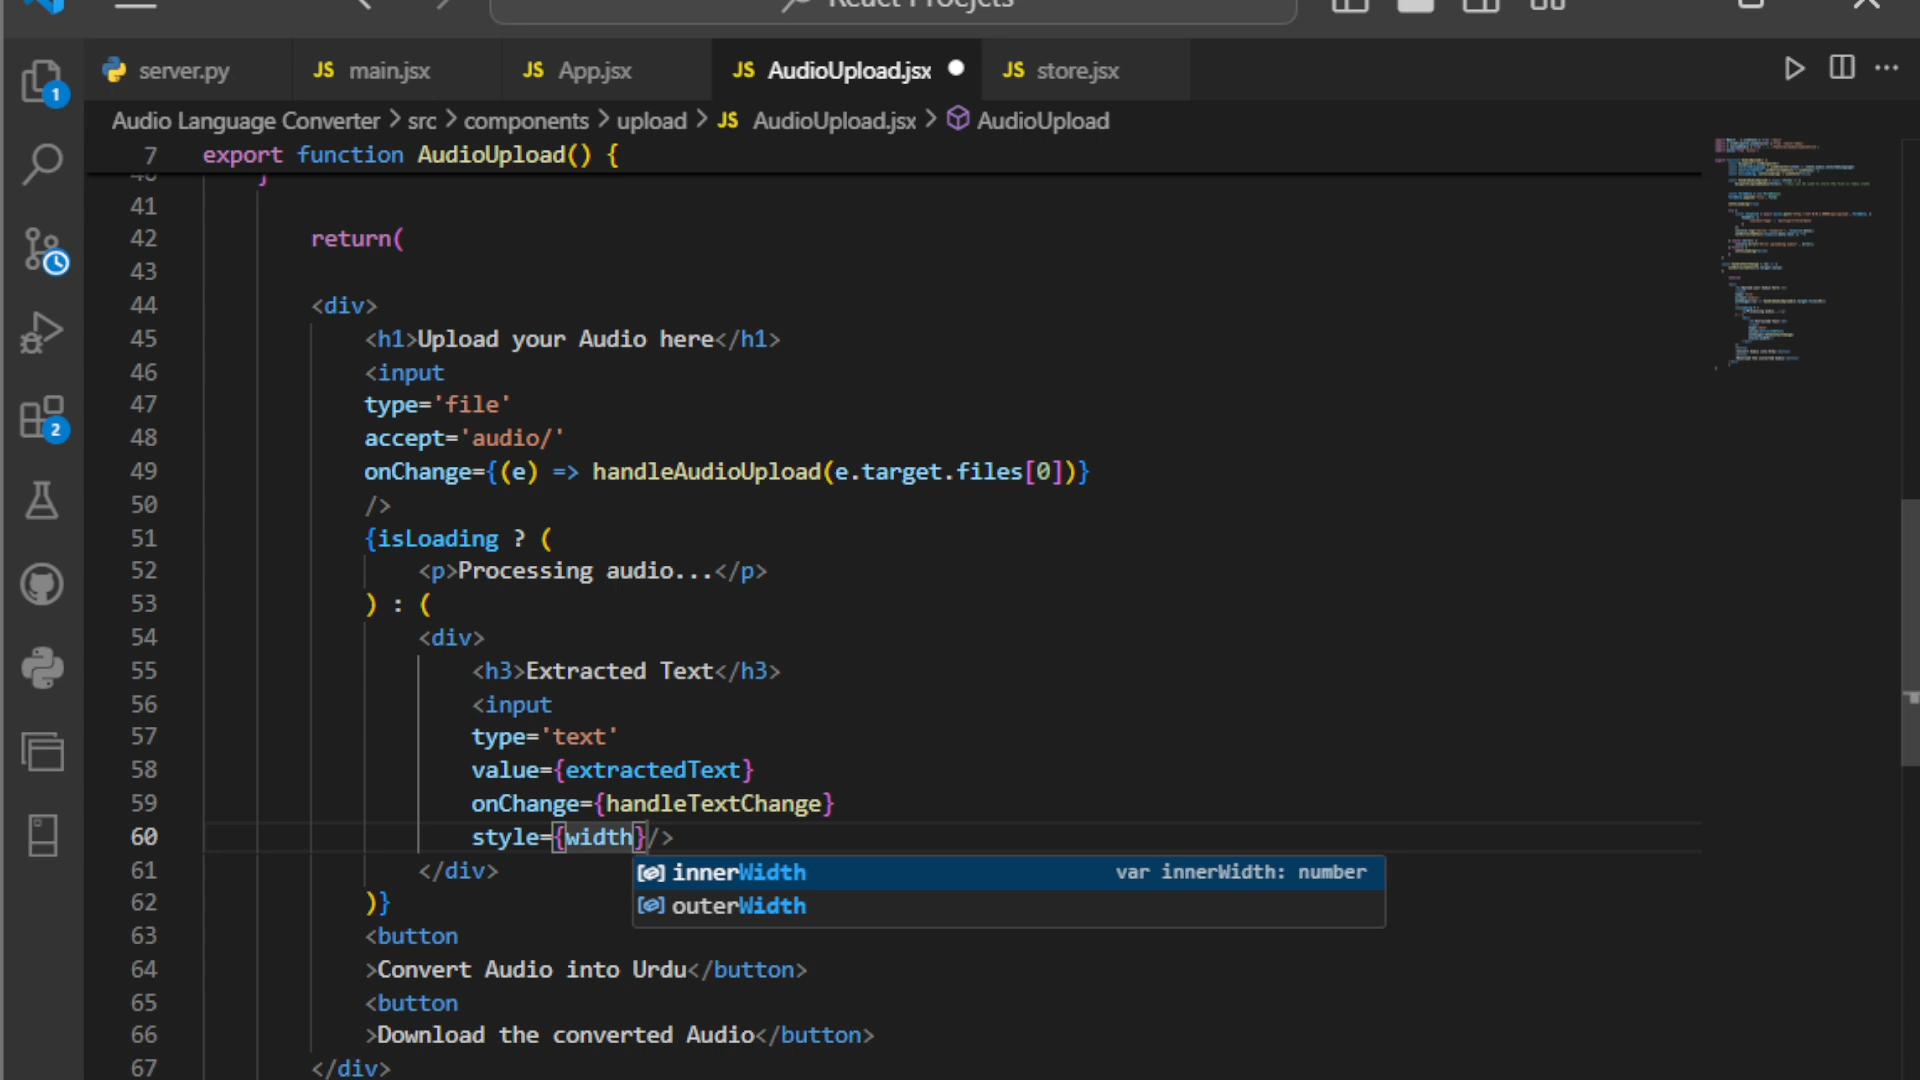 React Proejcts
server.py
JS main.jsx
JS App.jsx
JS AudioUpload.jsx
JS store.jsx
1
Audio Language Converter > src > components > upload > JS AudioUpload.jsx > AudioUpload
7 export function AudioUpload() {
40 }
41
42 return(
43
44 <div>
45 <h1>Upload your Audio here</h1>
46 <input
47 type='file'
48 accept='audio/'
49 onChange={(e) => handleAudioUpload(e.target.files[0])}
50 />
51 {isLoading ? (
52 <p>Processing audio...</p>
53 ) : (
54 <div>
55 <h3>Extracted Text</h3>
56 <input
57 type='text'
58 value={extractedText}
59 onChange={handleTextChange}
60 style={width}/>
innerWidth var innerWidth: number
outerWidth
61 </div>
62 )}
63 <button
64 >Convert Audio into Urdu</button>
65 <button
66 >Download the converted Audio</button>
67 </div>
2